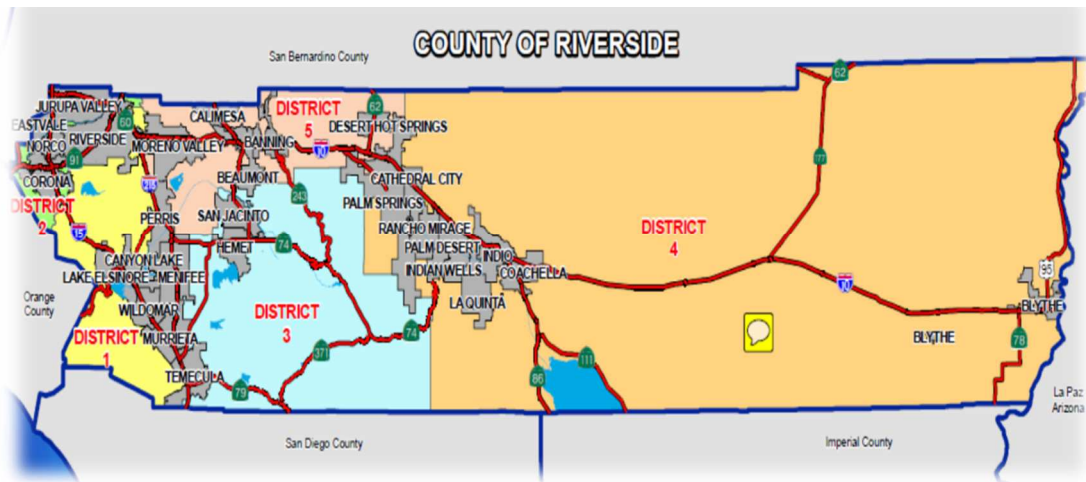 COUNTY OF RIVERSIDE
San Bernardino County
62
JURUPA VALLEY
60
CALIMESA
DISTRICT
5
62
EASTVALE
RIVERSIDE
DESERT HOT SPRINGS
NORCO
91
MORENO VALLEY
BANNING
10
177
CORONA
215
BEAUMONT
243
CATHEDRAL CITY
DISTRICT
2
PALM SPRINGS
15
PERRIS
SAN JACINTO
RANCHO MIRAGE
DISTRICT
4
HEMET
74
PALM DESERT
INDIO
CANYON LAKE
INDIAN WELLS
COACHELLA
95
LAKE ELSINORE
MENIFEE
10
Orange
County
WILDOMAR
DISTRICT
3
LA QUINTA
BLYTHE
DISTRICT
1
MURRIETA
74
BLYTHE
78
371
111
TEMECULA
79
86
La Paz
Arizona
San Diego County
Imperial County